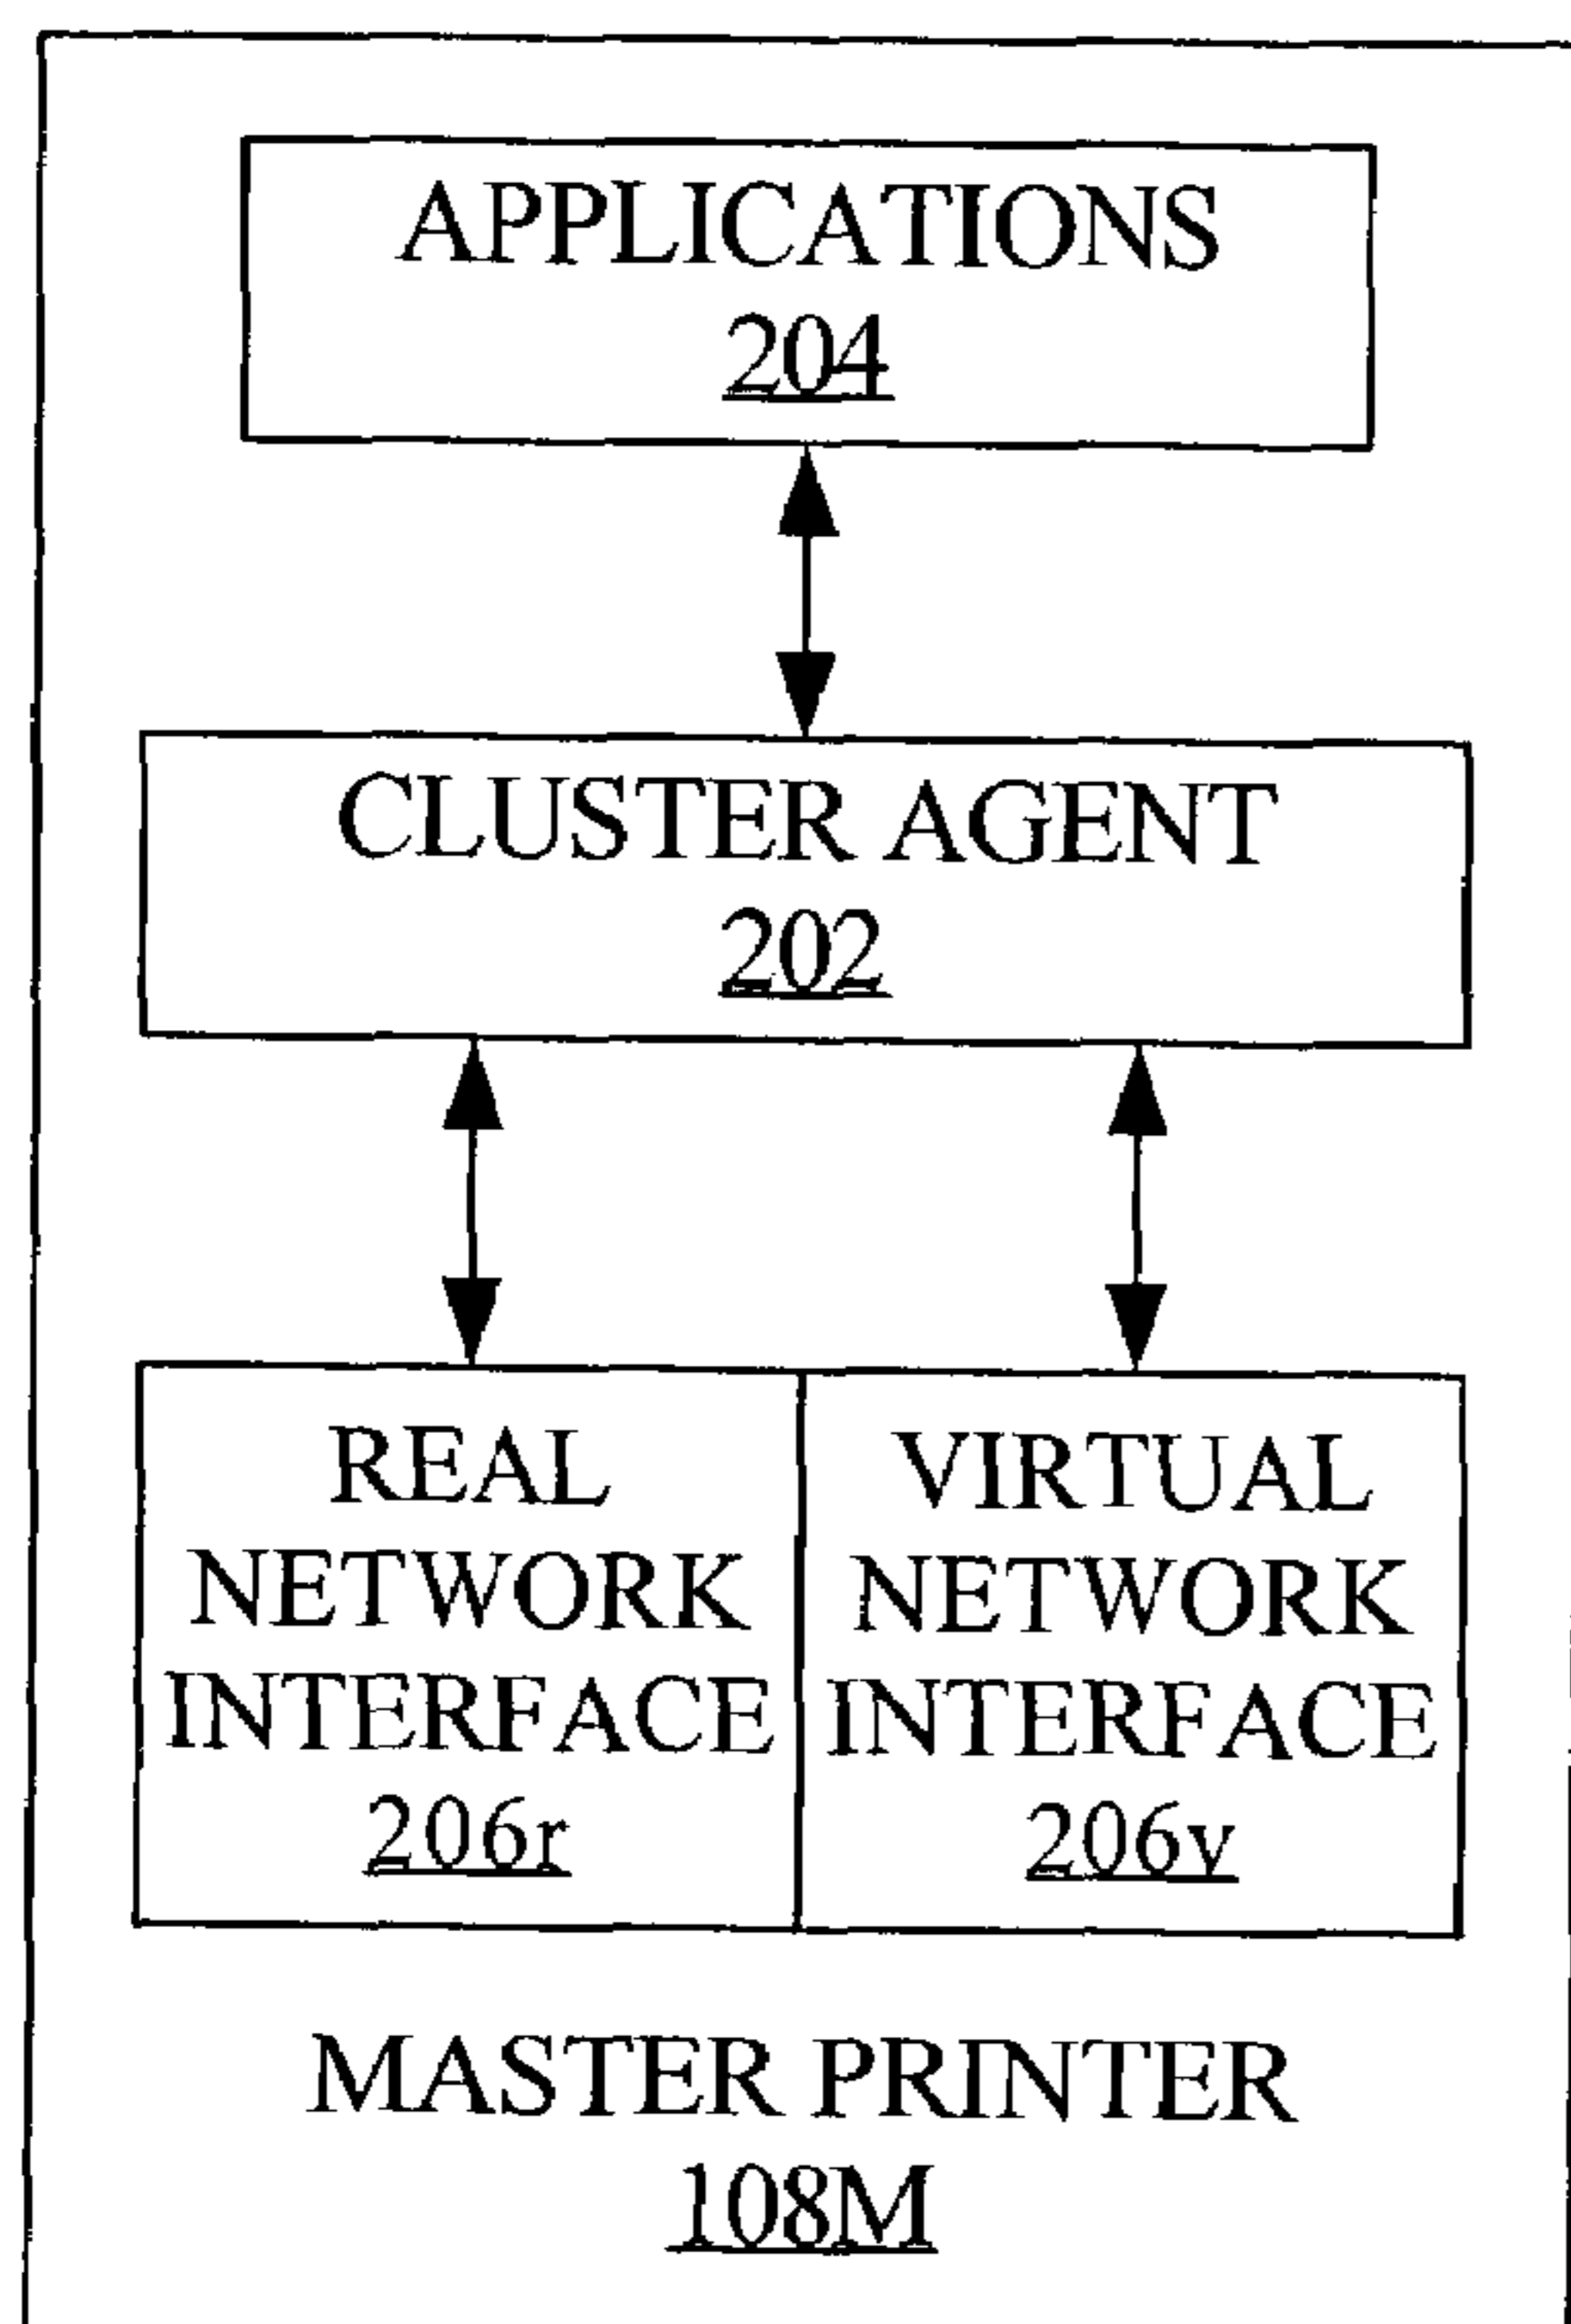 APPLICATIONS
204
CLUSTER AGENT
202
REAL
NETWORK
INTERFACE
206r
VIRTUAL
NETWORK
INTERFACE
206v
MASTER PRINTER
108M